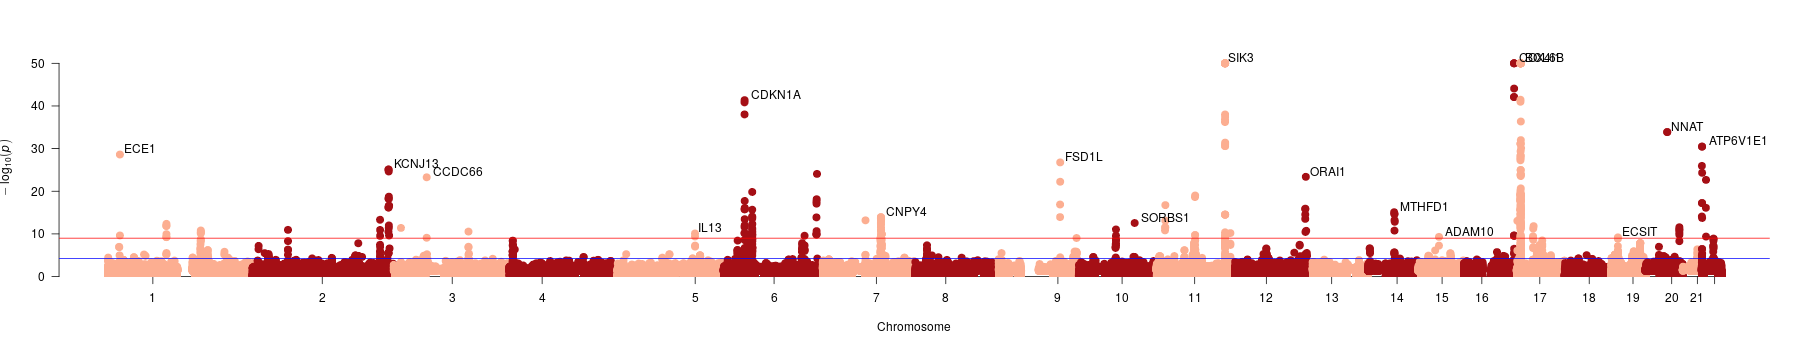 − log₁₀(p)
50
40
30
20
10
0
SIK3
CDKN1A
ECE1
KCNJ13
CCDC66
FSD1L
ORAI1
NNAT
ATP6V1E1
IL13
CNPY4
SORBS1
MTHFD1
ADAM10
ECSIT
1 2 3 4 5 6 7 8 9 10 11 12 13 14 15 16 17 18 19 20 21
Chromosome